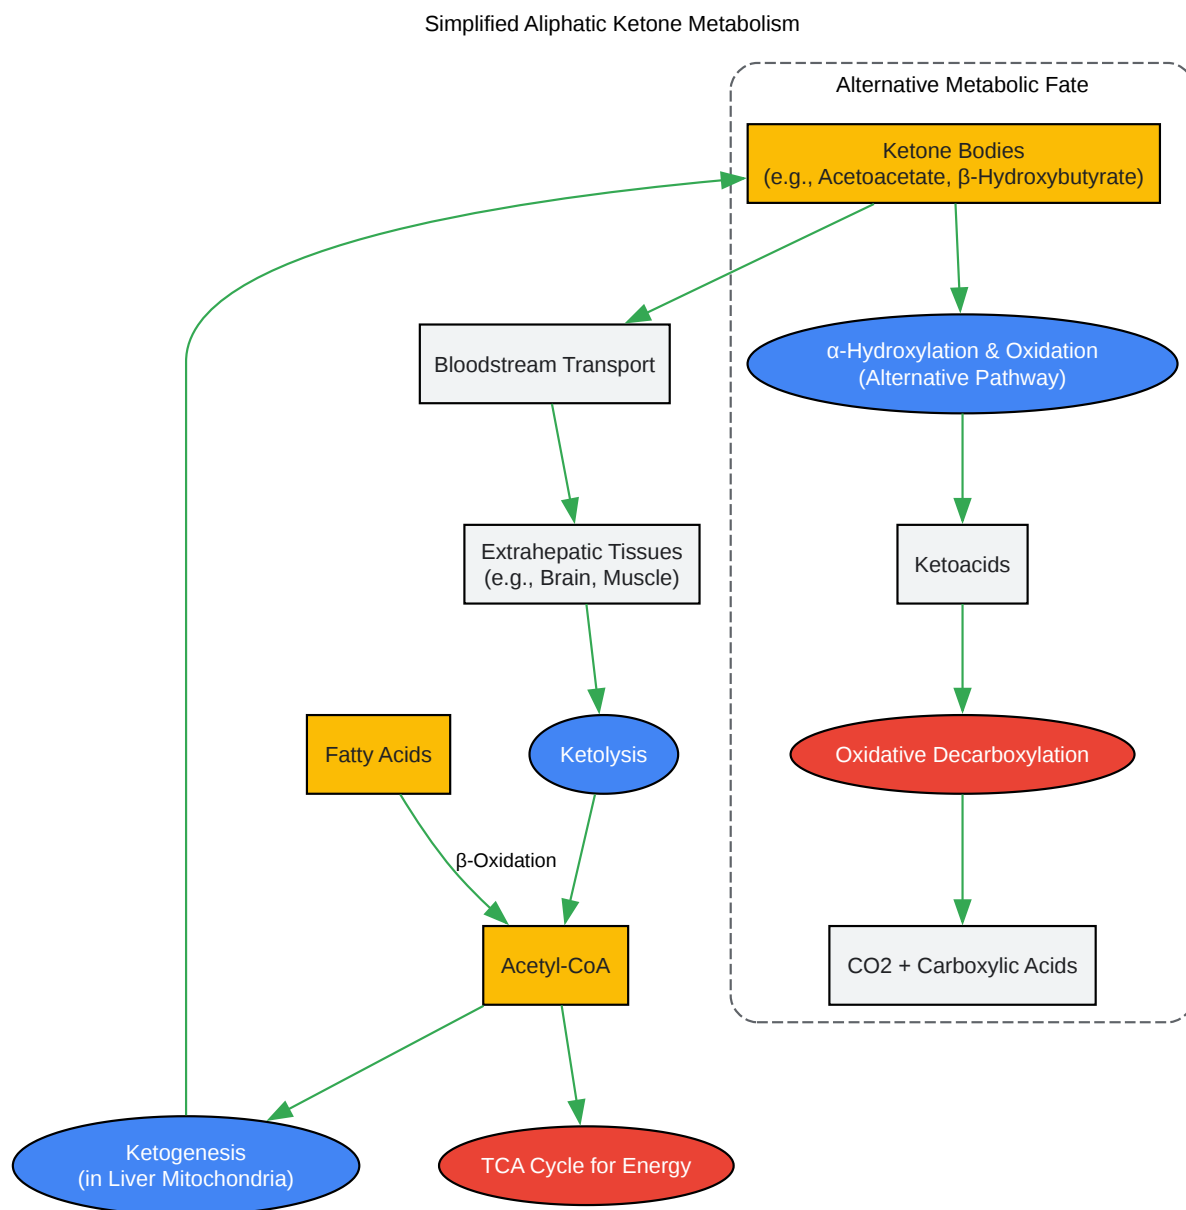 Simplified Aliphatic Ketone Metabolism
Alternative Metabolic Fate
Ketone Bodies
(e.g., Acetoacetate, β-Hydroxybutyrate)
Bloodstream Transport
α-Hydroxylation & Oxidation
(Alternative Pathway)
Extrahepatic Tissues
(e.g., Brain, Muscle)
Ketoacids
Fatty Acids
Ketolysis
Oxidative Decarboxylation
β-Oxidation
Acetyl-CoA
CO2 + Carboxylic Acids
Ketogenesis
(in Liver Mitochondria)
TCA Cycle for Energy